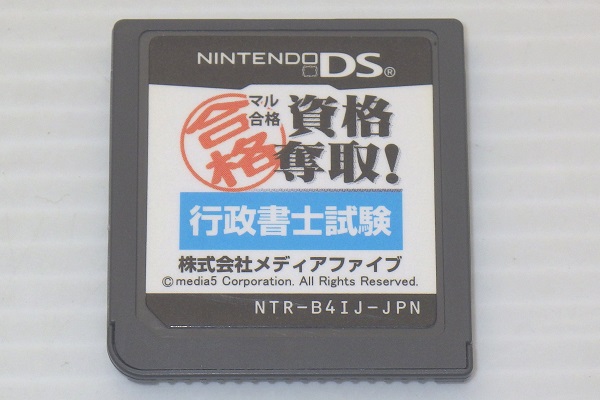 NINTENDO DS®
マル合格
合格
資格
奪取!
行政書士試験
株式会社メディアファイブ
©media5 Corporation. All Rights Reserved.
NTR-B4IJ-JPN